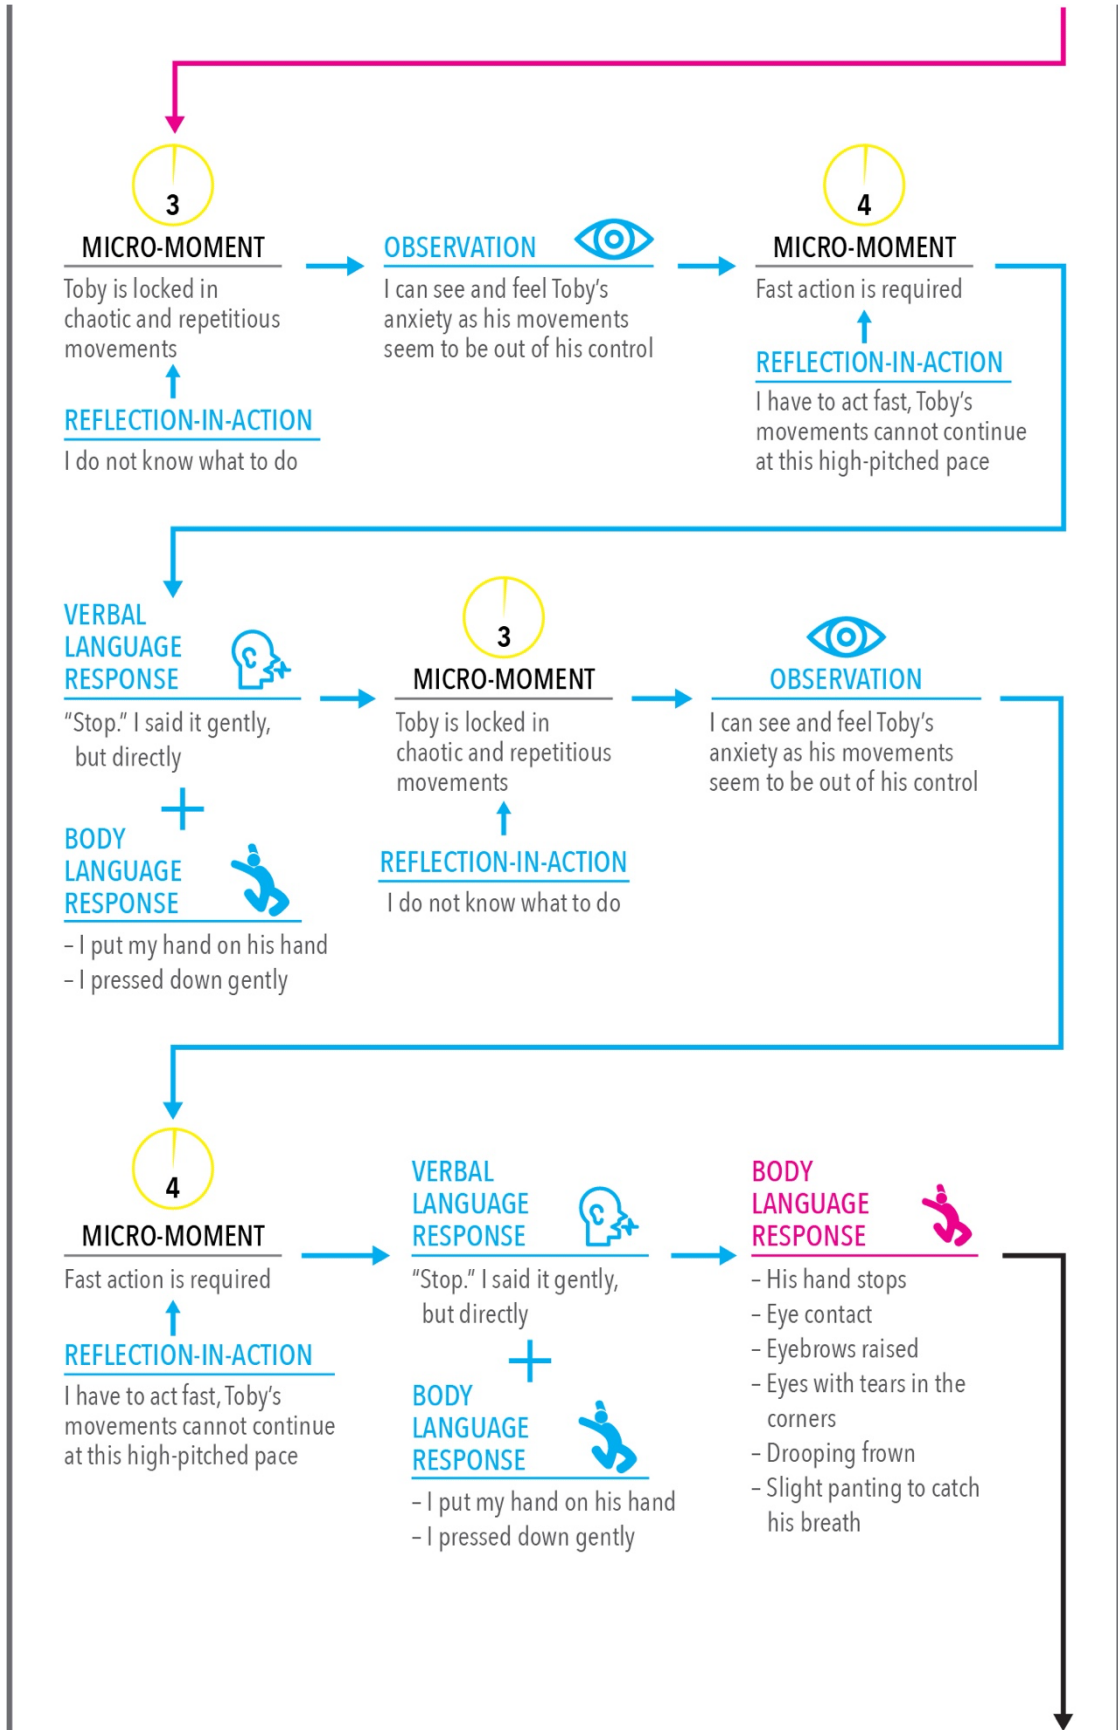 3
MICRO-MOMENT
Toby is locked in
chaotic and repetitious
movements
REFLECTION-IN-ACTION
I do not know what to do
OBSERVATION
I can see and feel Toby's
anxiety as his movements
seem to be out of his control
4
MICRO-MOMENT
Fast action is required
REFLECTION-IN-ACTION
I have to act fast, Toby's
movements cannot continue
at this high-pitched pace
VERBAL
LANGUAGE
RESPONSE
“Stop.” I said it gently,
but directly
+
BODY
LANGUAGE
RESPONSE
– I put my hand on his hand
– I pressed down gently
3
MICRO-MOMENT
Toby is locked in
chaotic and repetitious
movements
REFLECTION-IN-ACTION
I do not know what to do
OBSERVATION
I can see and feel Toby's
anxiety as his movements
seem to be out of his control
4
MICRO-MOMENT
Fast action is required
REFLECTION-IN-ACTION
I have to act fast, Toby's
movements cannot continue
at this high-pitched pace
VERBAL
LANGUAGE
RESPONSE
“Stop.” I said it gently,
but directly
+
BODY
LANGUAGE
RESPONSE
– I put my hand on his hand
– I pressed down gently
BODY
LANGUAGE
RESPONSE
– His hand stops
– Eye contact
– Eyebrows raised
– Eyes with tears in the
corners
– Drooping frown
– Slight panting to catch
his breath